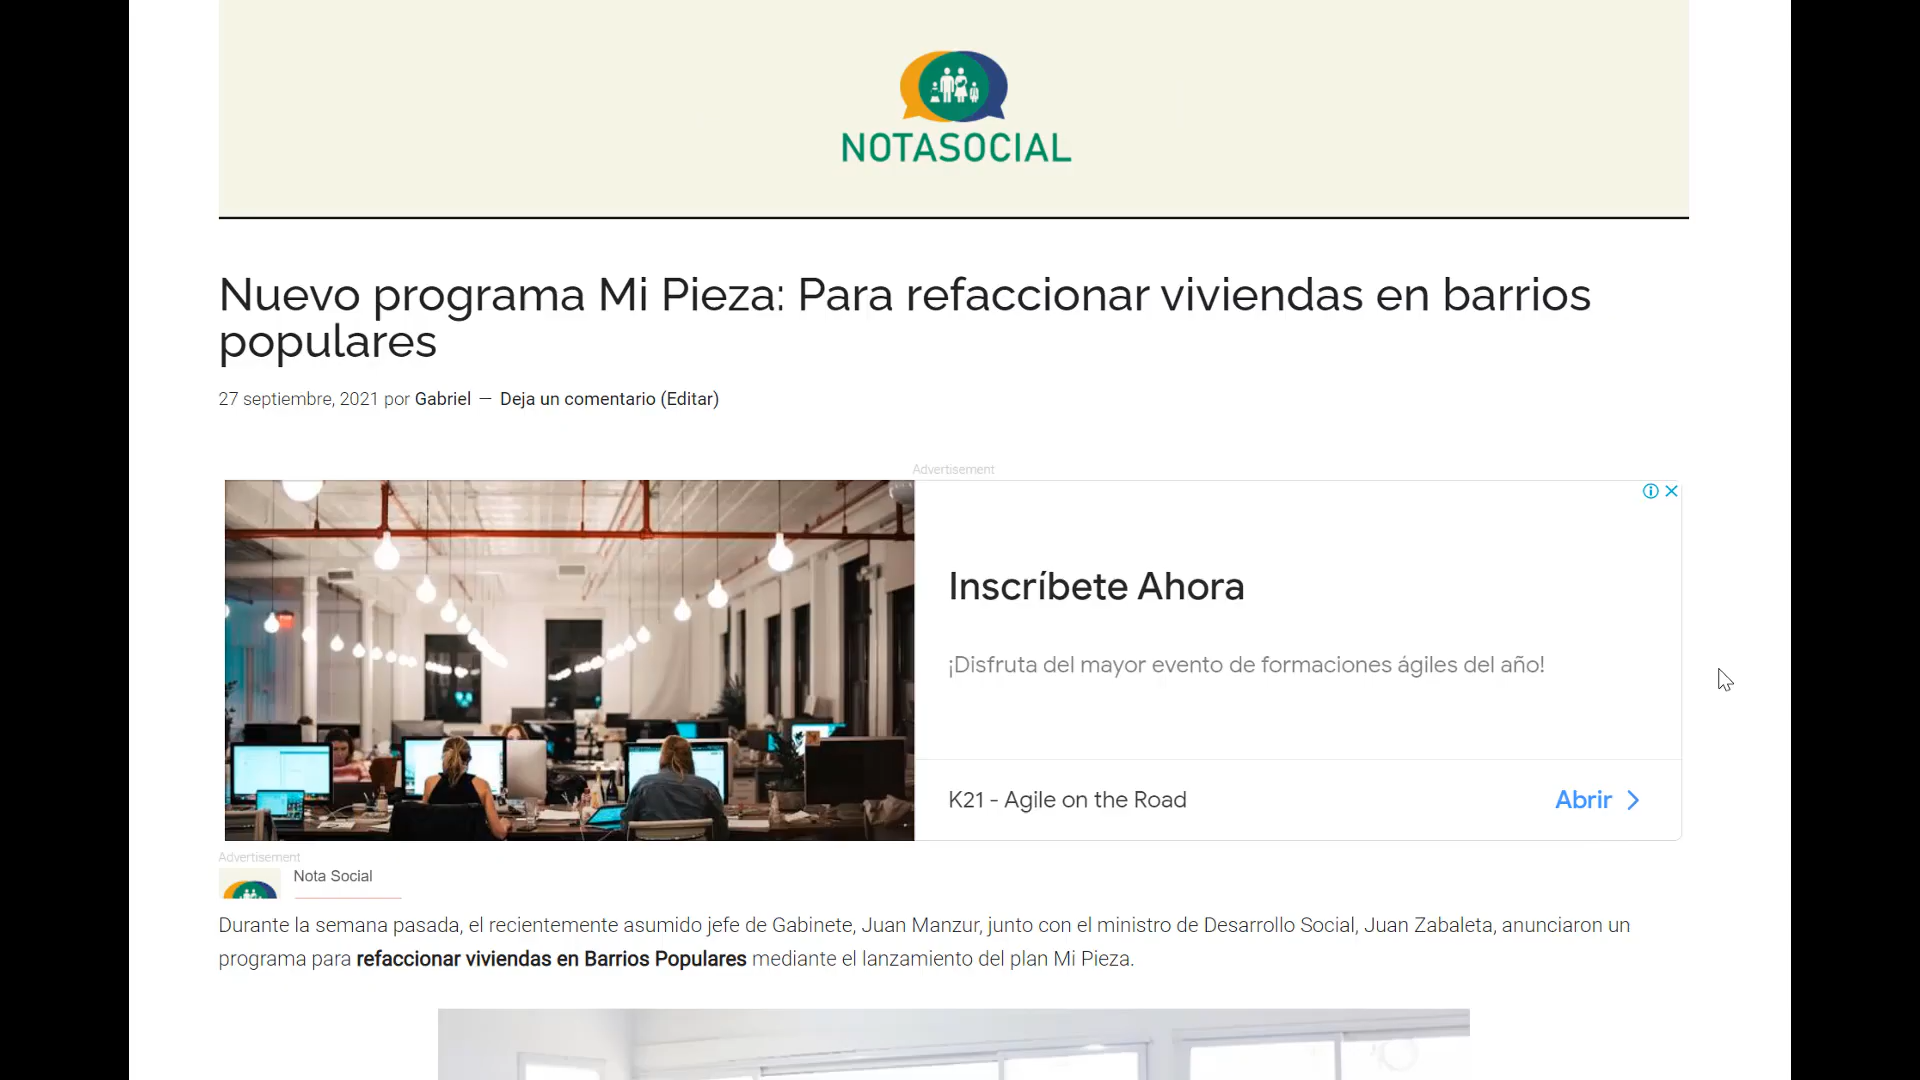 NOTASOCIAL
Nuevo programa Mi Pieza: Para refaccionar viviendas en barrios
populares
27 septiembre, 2021 por Gabriel — Deja un comentario (Editar)
Advertisement
Inscríbete Ahora
¡Disfruta del mayor evento de formaciones ágiles del año!
K21 - Agile on the Road
Abrir
Advertisement
Nota Social
Durante la semana pasada, el recientemente asumido jefe de Gabinete, Juan Manzur, junto con el ministro de Desarrollo Social, Juan Zabaleta, anunciaron un
programa para refaccionar viviendas en Barrios Populares mediante el lanzamiento del plan Mi Pieza.